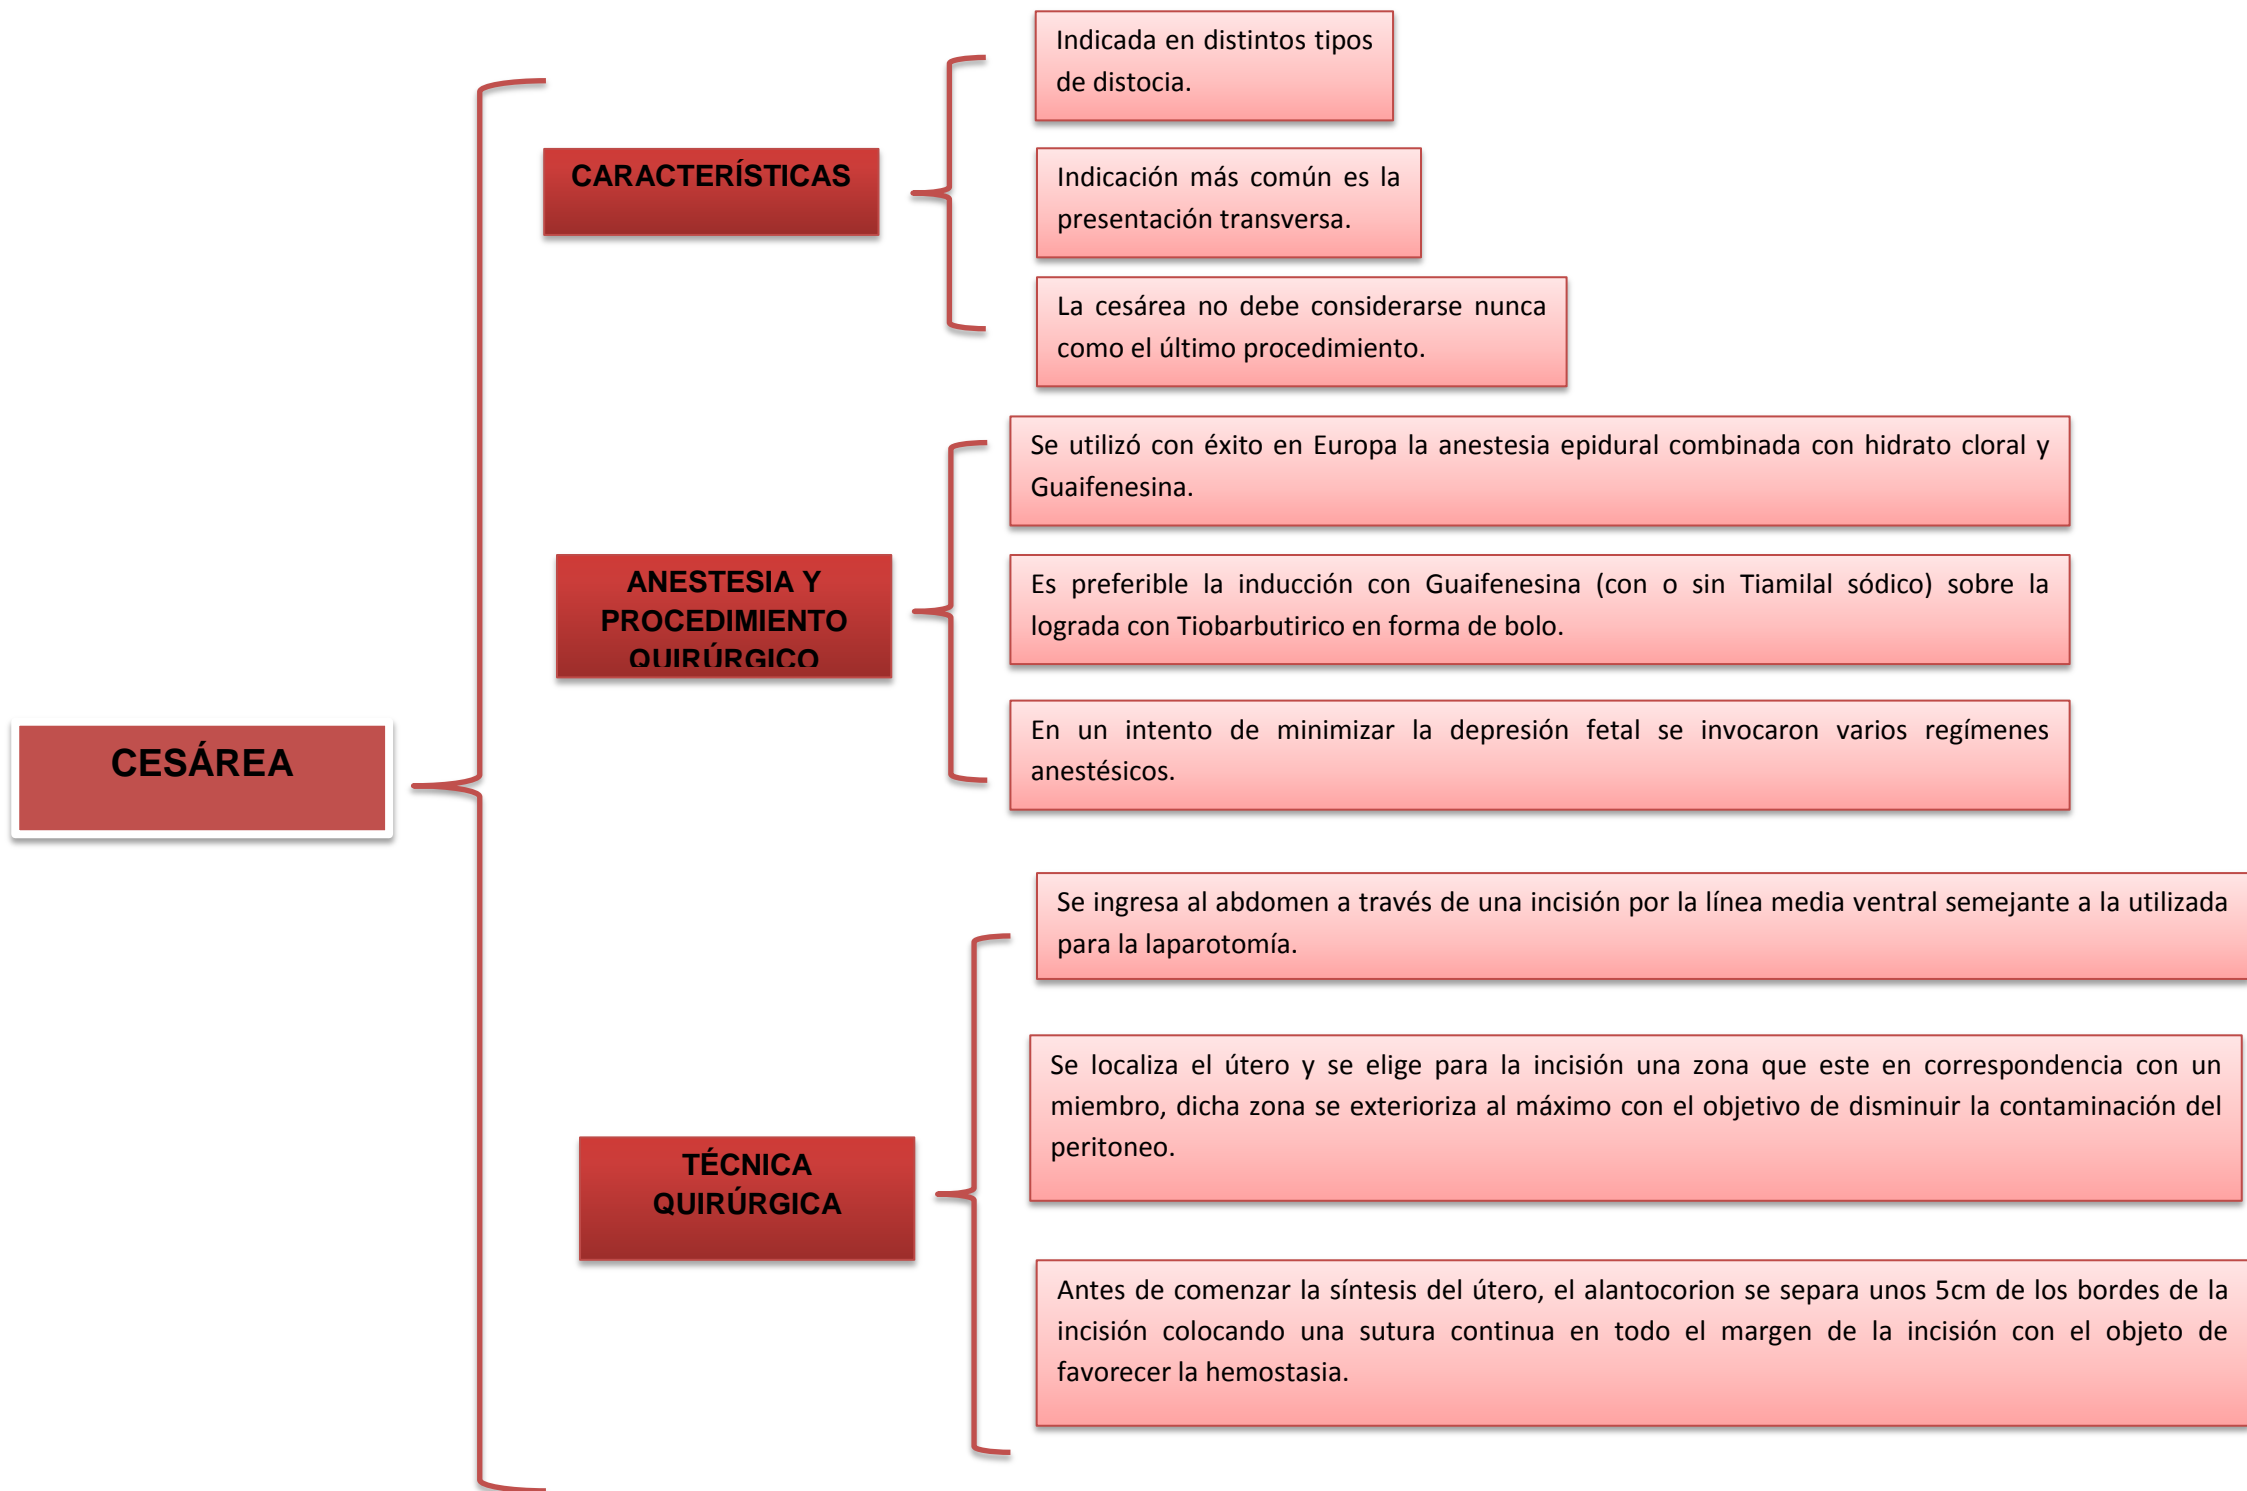 CESÁREA
CARACTERÍSTICAS
Indicada en distintos tipos
de distocia.
Indicación más común es la
presentación transversa.
La cesárea no debe considerarse nunca
como el último procedimiento.
ANESTESIA Y
PROCEDIMIENTO
QUIRÚRGICO
Se utilizó con éxito en Europa la anestesia epidural combinada con hidrato cloral y
Guaifenesina.
Es preferible la inducción con Guaifenesina (con o sin Tiamilal sódico) sobre la
lograda con Tiobarbutirico en forma de bolo.
En un intento de minimizar la depresión fetal se invocaron varios regímenes
anestésicos.
TÉCNICA
QUIRÚRGICA
Se ingresa al abdomen a través de una incisión por la línea media ventral semejante a la utilizada
para la laparotomía.
Se localiza el útero y se elige para la incisión una zona que este en correspondencia con un
miembro, dicha zona se exterioriza al máximo con el objetivo de disminuir la contaminación del
peritoneo.
Antes de comenzar la síntesis del útero, el alantocorion se separa unos 5cm de los bordes de la
incisión colocando una sutura continua en todo el margen de la incisión con el objeto de
favorecer la hemostasia.